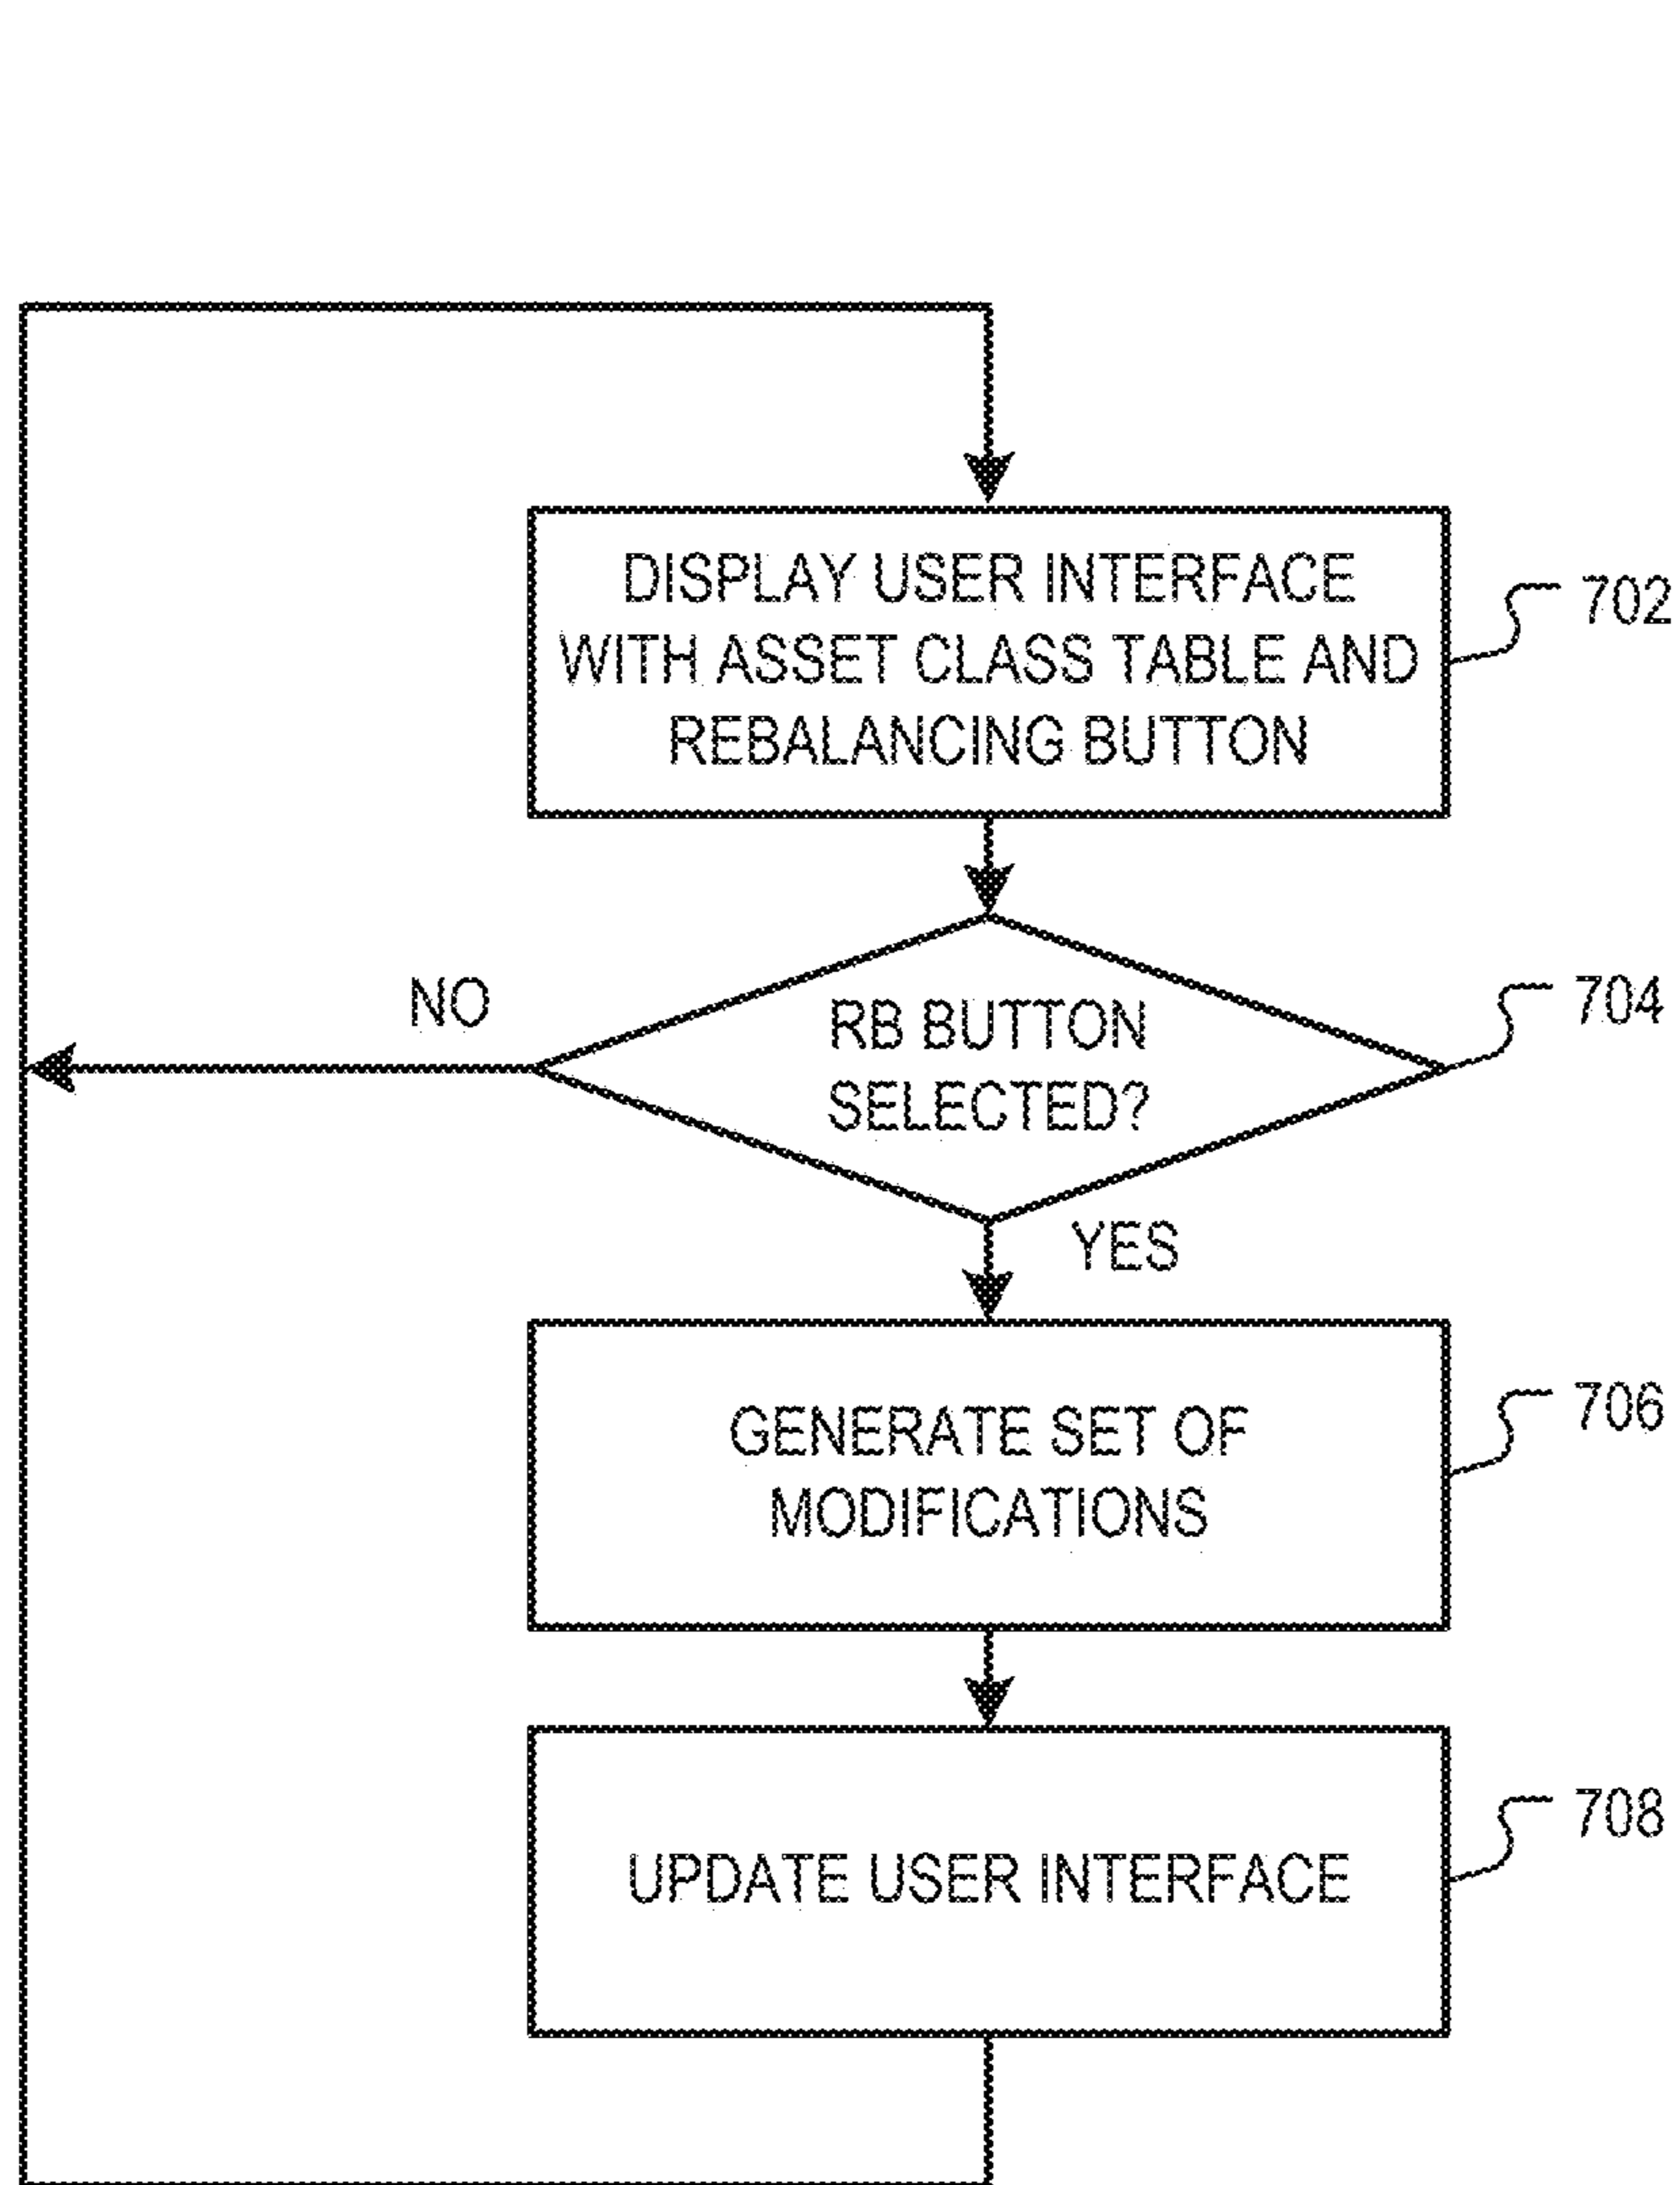 DISPLAY USER INTERFACE
WITH ASSET CLASS TABLE AND
REBALANCING BUTTON
702
NO
RB BUTTON
SELECTED?
704
YES
GENERATE SET OF
MODIFICATIONS
706
UPDATE USER INTERFACE
708